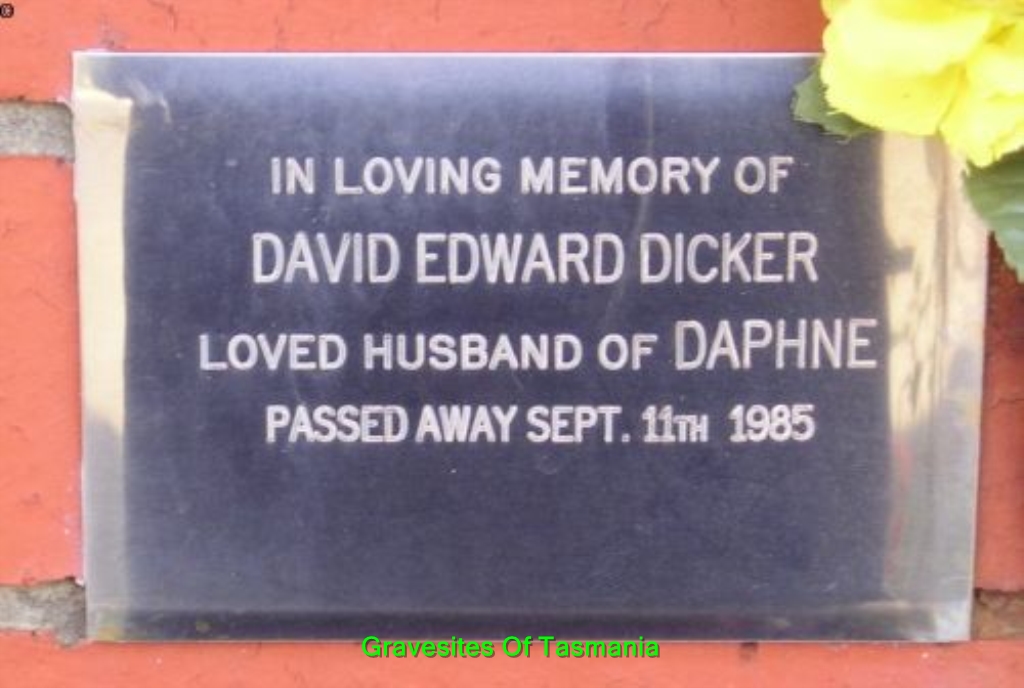 IN LOVING MEMORY OF
DAVID EDWARD DICKER
LOVED HUSBAND OF DAPHNE
PASSED AWAY SEPT. 11TH 1985
Gravesites Of Tasmania